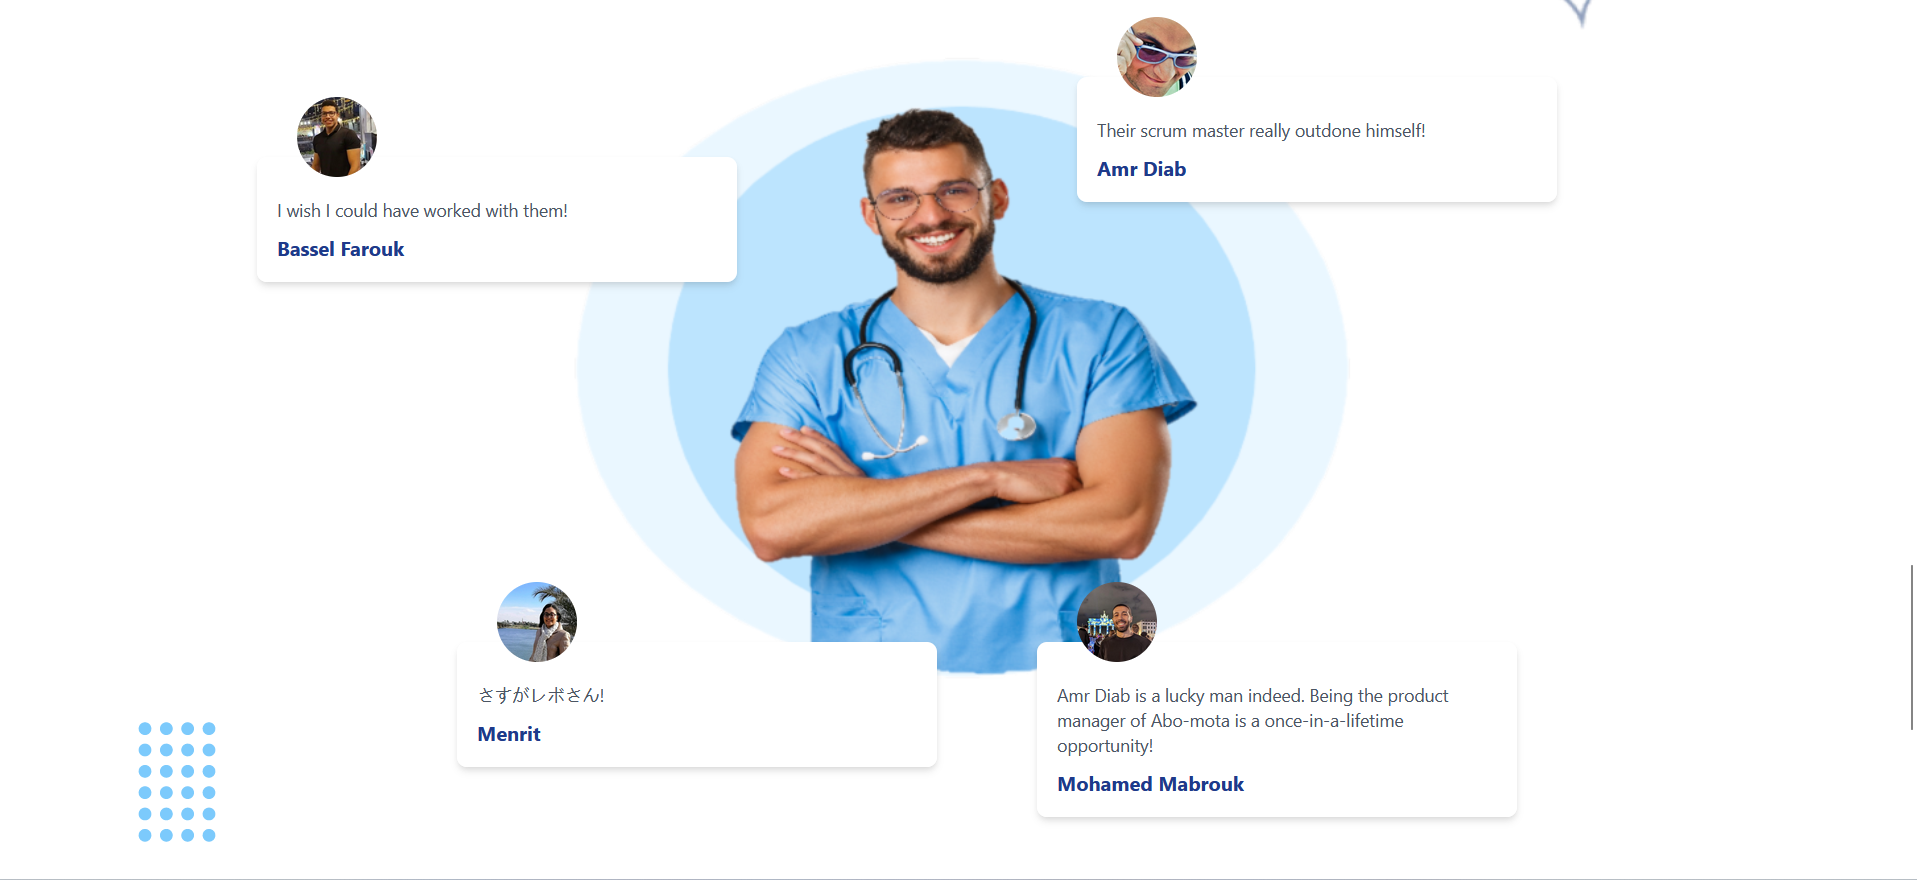 Their scrum master really outdone himself!
Amr Diab
I wish I could have worked with them!
Bassel Farouk
さすがレボさん!
Menrit
Amr Diab is a lucky man indeed. Being the product
manager of Abo-mota is a once-in-a-lifetime
opportunity!
Mohamed Mabrouk